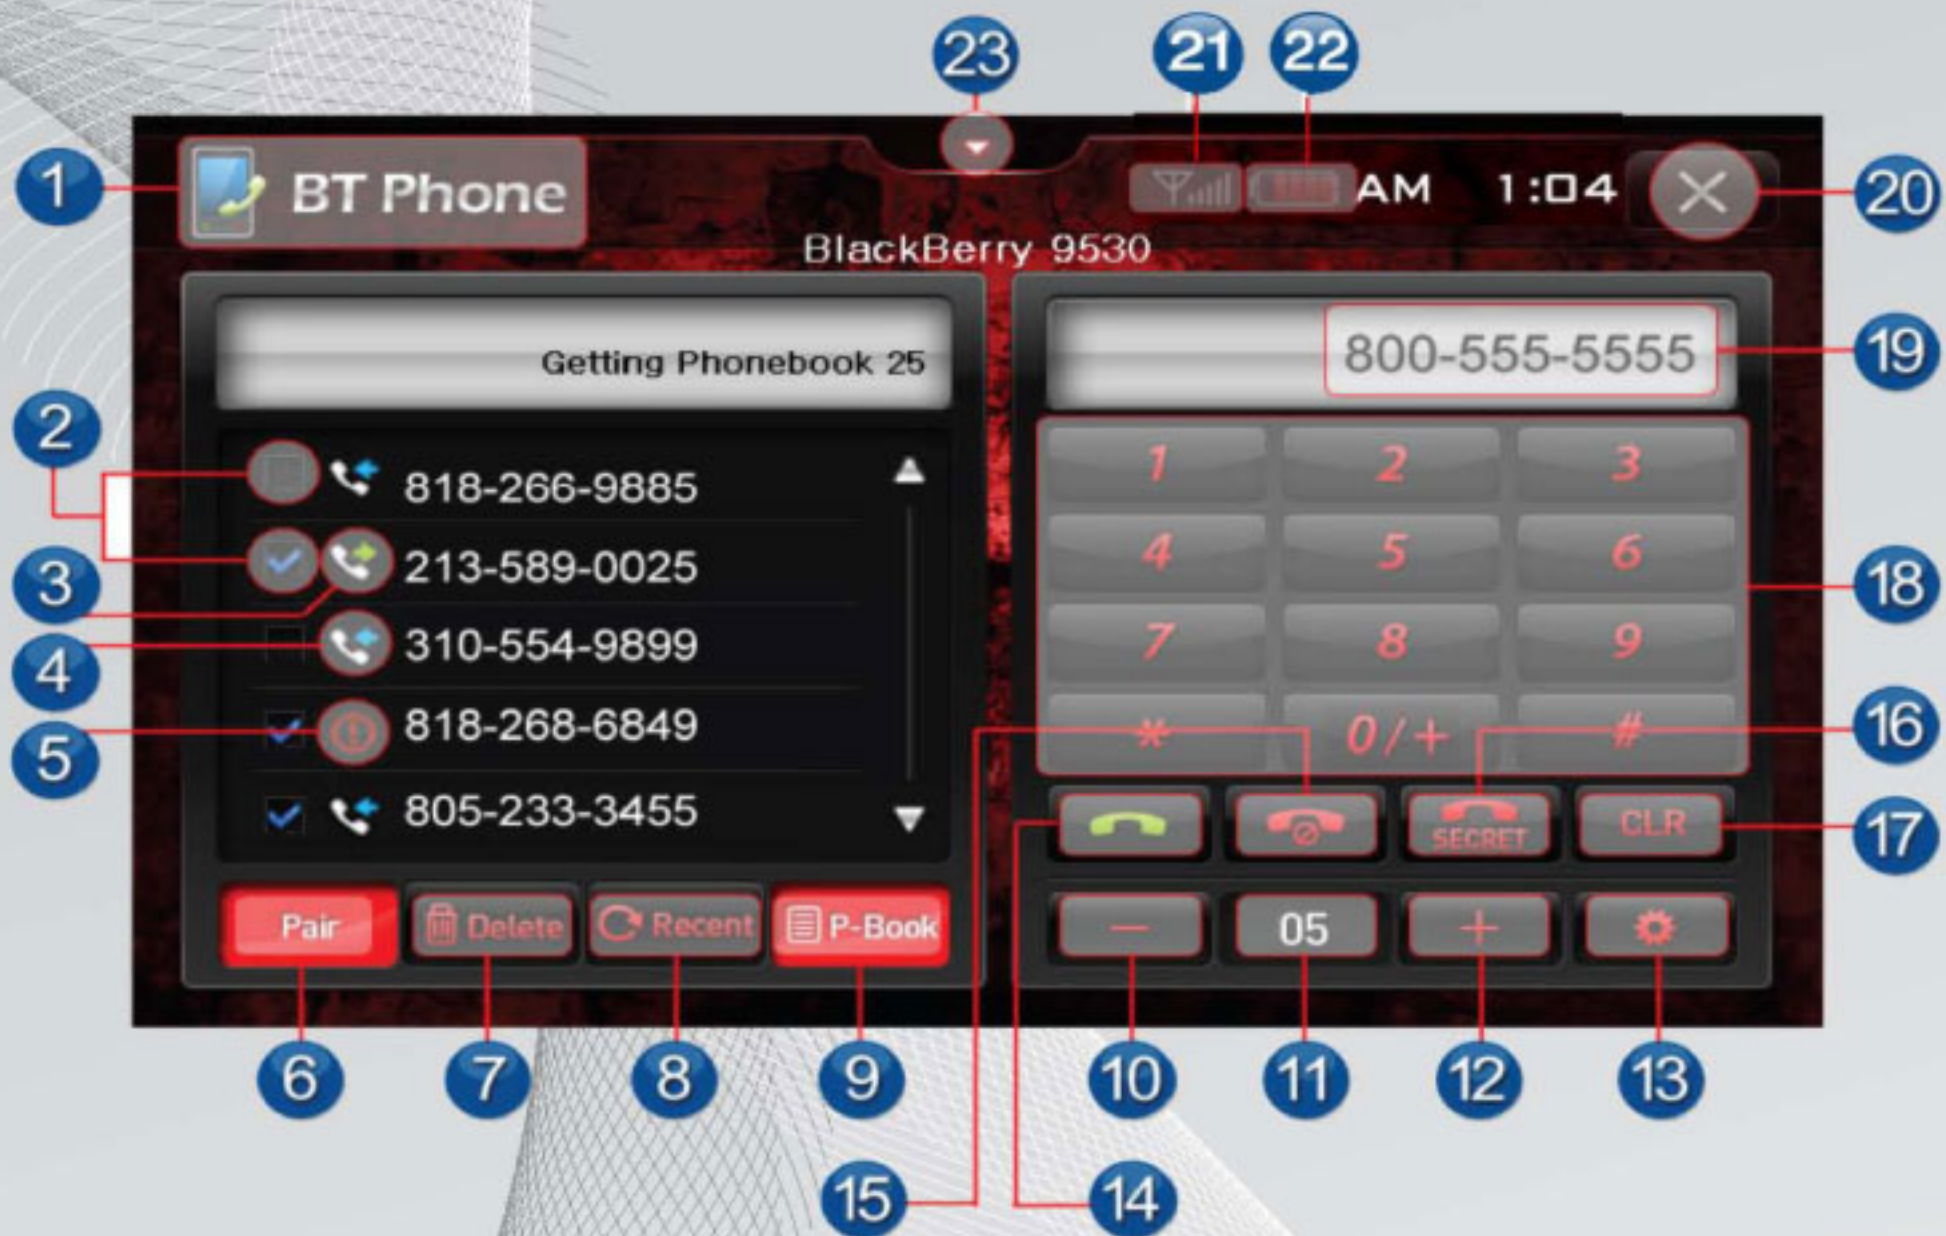 23 21 22
1 BT Phone AM 1:04 20
BlackBerry 9530
Getting Phonebook 25
800-555-5555 19
2
818-266-9885
3 213-589-0025
4 310-554-9899
5 818-268-6849
805-233-3455
Pair Delete Recent P-Book
6 7 8 9
1 2 3
4 5 6
18
7 8 9
* 0/+ #
16
SECRET CLR
17
— 05 +
10 11 12 13
15 14